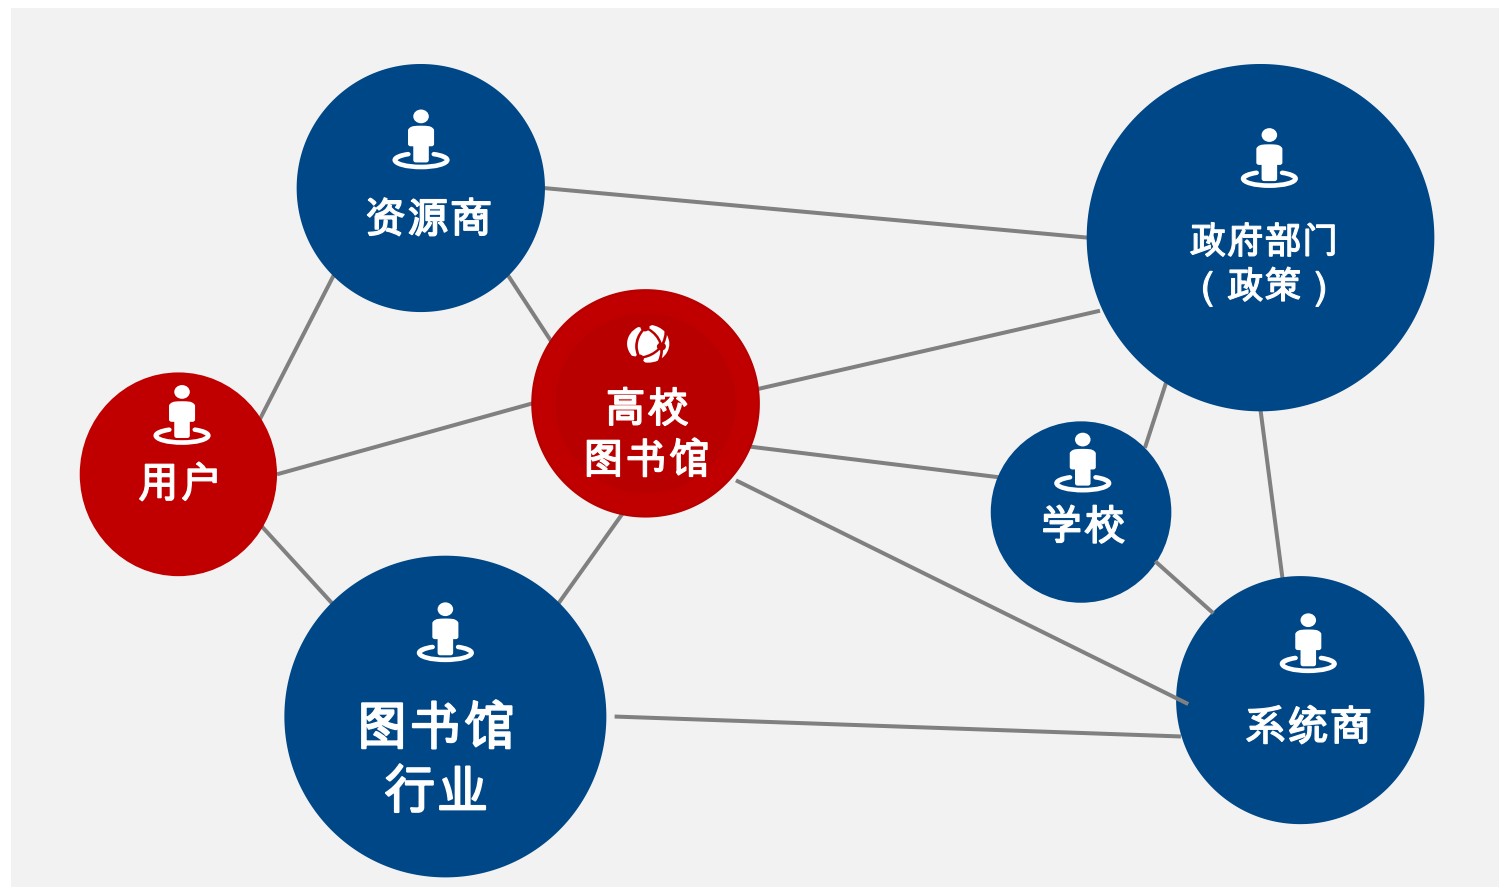 资源商
政府部门
（政策）
高校
图书馆
用户
学校
图书馆
行业
系统商